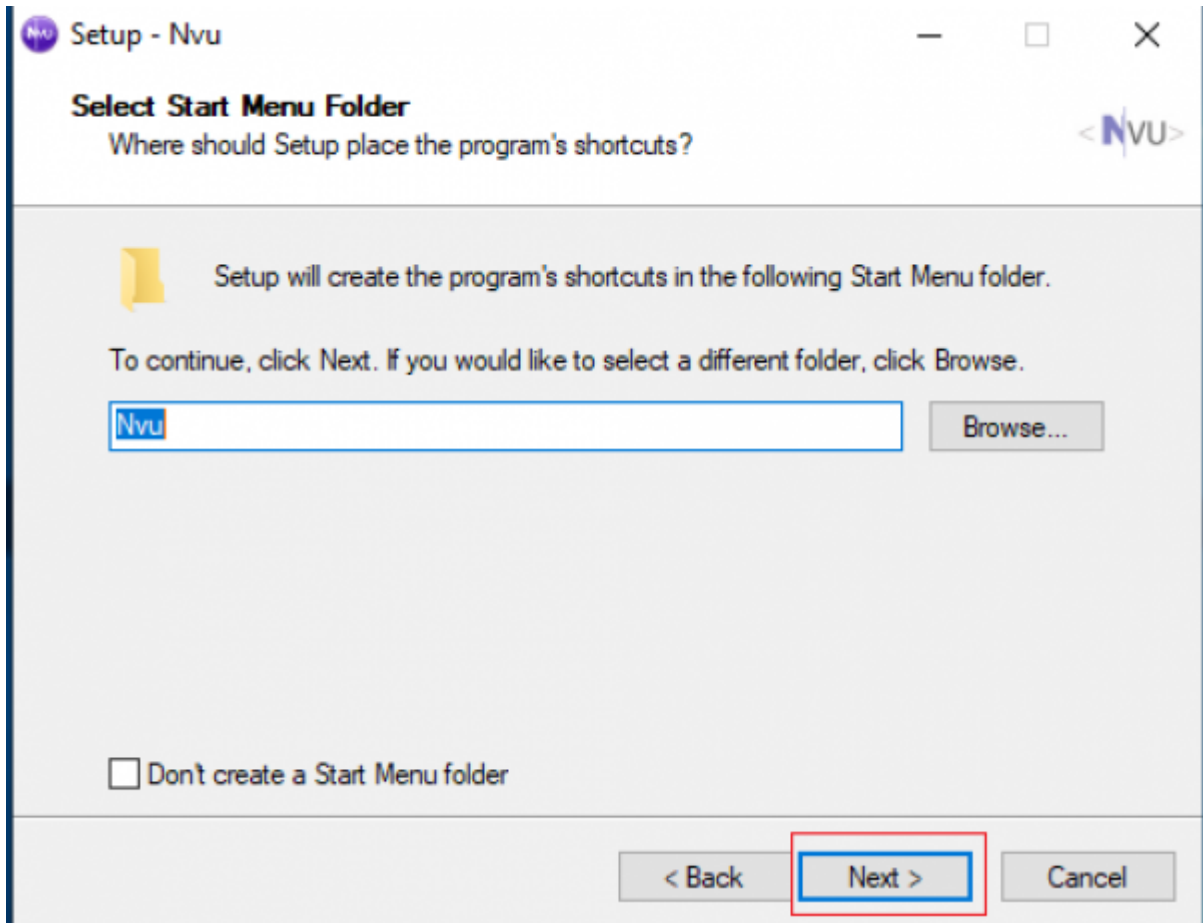 Nvu Setup - Nvu
Select Start Menu Folder
Where should Setup place the program's shortcuts?
<NVU>
Setup will create the program's shortcuts in the following Start Menu folder.
To continue, click Next. If you would like to select a different folder, click Browse.
Nvu Browse...
Don't create a Start Menu folder
< Back Next > Cancel